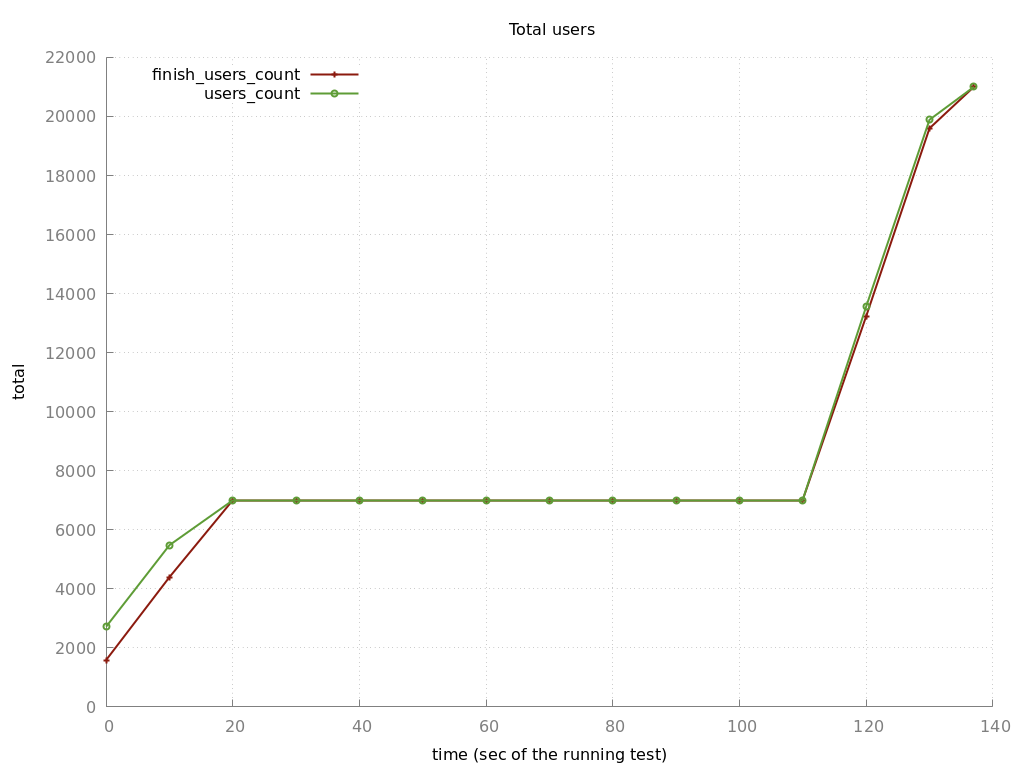 Total users
finish_users_count
users_count
22000
20000
18000
16000
14000
12000
10000
8000
6000
4000
2000
0
total
0 20 40 60 80 100 120 140
time (sec of the running test)